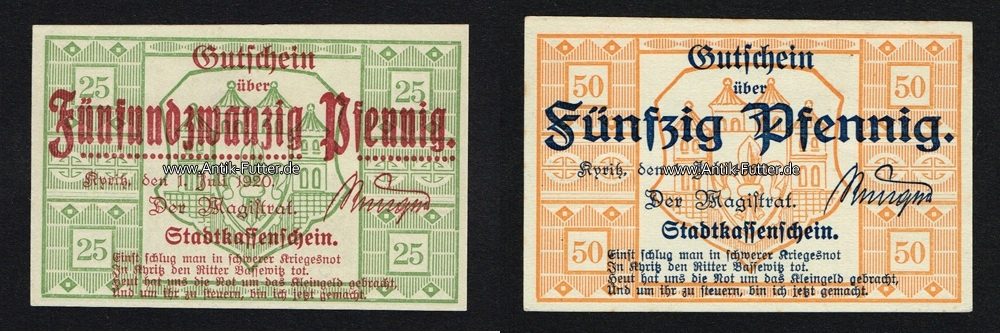 Gutschein
über
25
25
Fünfundzwanzig Pfennig.
www.Antik-Futter.de
Kyritz, den 1. Juli 1920.
Der Magistrat.
25
25
Stadtkassenschein.
Einst schlug man in schwerer Kriegesnot
In Kyritz den Ritter Bassewitz tot.
Heut hat uns die Not um das Kleingeld gebracht,
Und um ihr zu steuern, bin ich jetzt gemacht.
Gutschein
über
50
50
Fünfzig Pfennig.
www.Antik-Futter.de
Kyritz, den
Der Magistrat.
50
50
Stadtkassenschein.
Einst schlug man in schwerer Kriegesnot
In Kyritz den Ritter Bassewitz tot.
Heut hat uns die Not um das Kleingeld gebracht,
Und um ihr zu steuern, bin ich jetzt gemacht.